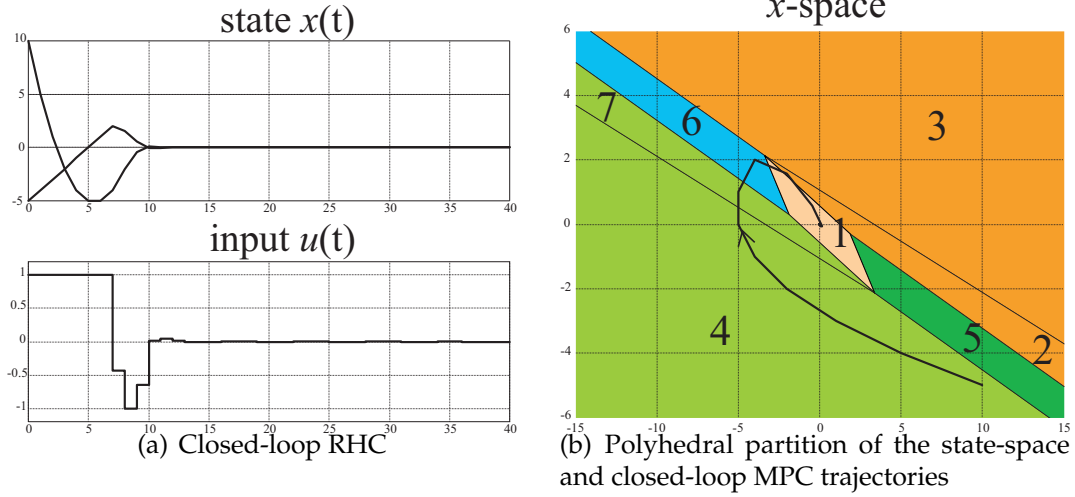 state x(t)
10
5
0
-5
0 5 10 15 20 25 30 35 40
input u(t)
1
0.5
0
-0.5
-1
0 5 10 15 20 25 30 35 40
(a) Closed-loop RHC
x-space
6
4
2
0
-2
-4
-6
-15 -10 -5 0 5 10 15
7
6
3
1
4
5
2
(b) Polyhedral partition of the state-space
and closed-loop MPC trajectories